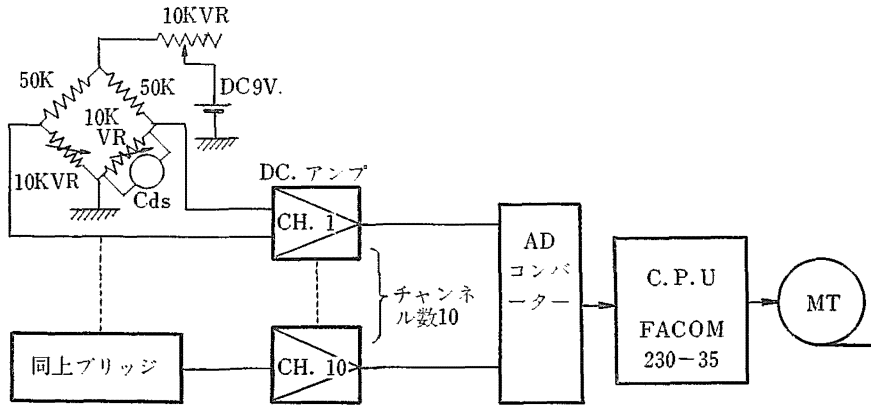 10KVR
50K
50K
DC9V.
10K
VR
10KVR
Cds
DC. アンプ
CH. 1
チャンネ
ル数10
同上ブリッジ
CH. 10
AD
コンバ
ーター
C.P.U
FACOM
230-35
MT